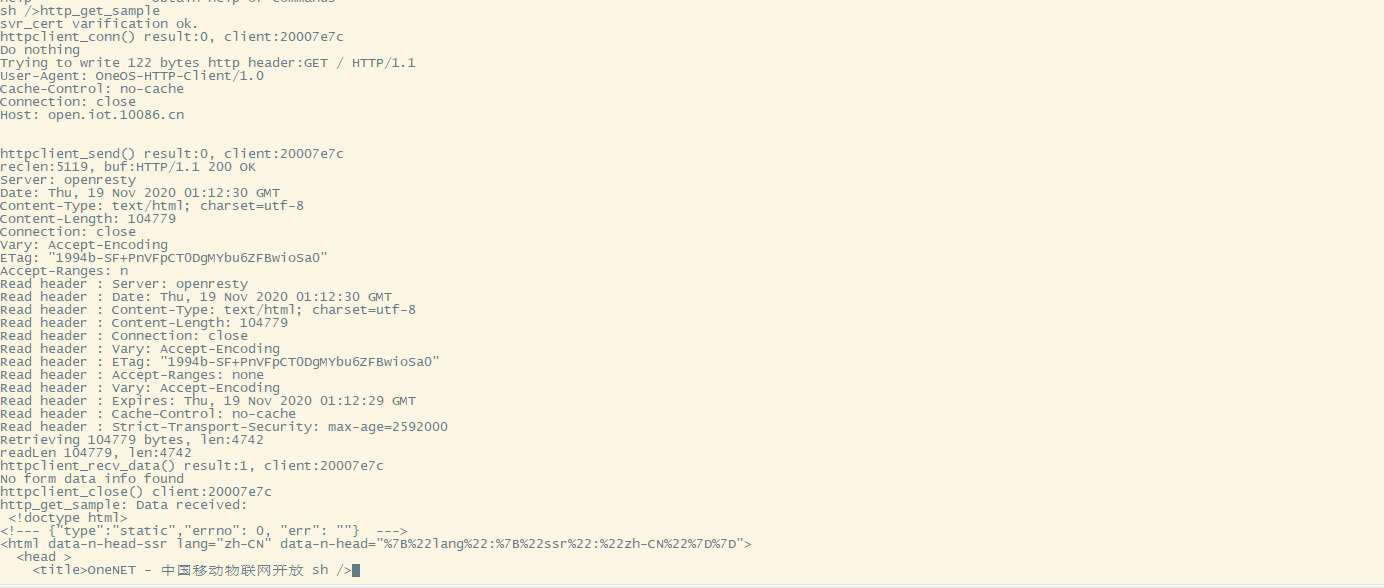 sh />http_get_sample
svr_cert varification ok.
httpclient_conn() result:0, client:20007e7c
Do nothing
Trying to write 122 bytes http header:GET / HTTP/1.1
User-Agent: OneOS-HTTP-Client/1.0
Cache-Control: no-cache
Connection: close
Host: open.iot.10086.cn
httpclient_send() result:0, client:20007e7c
reclen:5119, buf:HTTP/1.1 200 OK
Server: openresty
Date: Thu, 19 Nov 2020 01:12:30 GMT
Content-Type: text/html; charset=utf-8
Content-Length: 104779
Connection: close
Vary: Accept-Encoding
ETag: "1994b-SF+PnVFpCT0DgMYbu6ZFBwioSa0"
Accept-Ranges: n
Read header : Server: openresty
Read header : Date: Thu, 19 Nov 2020 01:12:30 GMT
Read header : Content-Type: text/html; charset=utf-8
Read header : Content-Length: 104779
Read header : Connection: close
Read header : Vary: Accept-Encoding
Read header : ETag: "1994b-SF+PnVFpCT0DgMYbu6ZFBwioSa0"
Read header : Accept-Ranges: none
Read header : Vary: Accept-Encoding
Read header : Expires: Thu, 19 Nov 2020 01:12:29 GMT
Read header : Cache-Control: no-cache
Read header : Strict-Transport-Security: max-age=2592000
Retrieving 104779 bytes, len:4742
readLen 104779, len:4742
httpclient_recv_data() result:1, client:20007e7c
No form data info found
httpclient_close() client:20007e7c
http_get_sample: Data received:
<!doctype html>
<!--- {"type":"static","errno": 0, "err": ""}  --->
<html data-n-head-ssr lang="zh-CN" data-n-head="%7B%22lang%22:%7B%22ssr%22:%22zh-CN%22%7D%7D">
<head >
<title>OneNET - 中国移动物联网开放 sh />